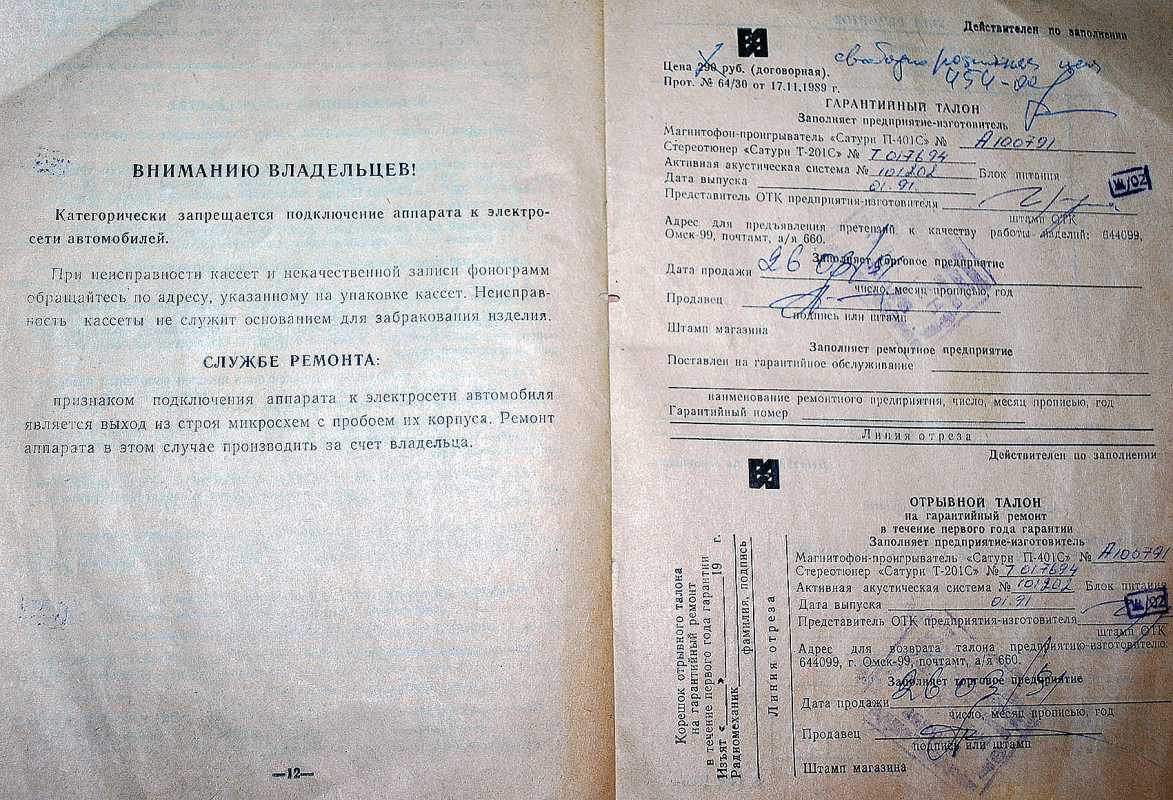 ВНИМАНИЮ ВЛАДЕЛЬЦЕВ!
Категорически запрещается подключение аппарата к электро-
сети автомобилей.
При неисправности кассет и некачественной записи фонограмм
обращайтесь по адресу, указанному на упаковке кассет. Неисправ-
ность кассеты не служит основанием для забракования изделия.
СЛУЖБЕ РЕМОНТА:
признаком подключения аппарата к электросети автомобиля
является выход из строя микросхем с пробоем их корпуса. Ремонт
аппарата в этом случае производить за счет владельца.
—12—
Действителен по заполнении
Цена 290 руб. (договорная).
свободно розничная цена
454-00
Прот. № 64/30 от 17.11.1989 г.
ГАРАНТИЙНЫЙ ТАЛОН
Заполняет предприятие-изготовитель
Магнитофон-проигрыватель «Сатурн П-401С» № А100791
Стереотюнер «Сатурн Т-201С» № Т017694
Активная акустическая система № 101202 Блок питания
Дата выпуска 01.91
Представитель ОТК предприятия-изготовителя
штамп ОТК
Адрес для предъявления претензий к качеству работы изделий: 644099,
Омск-99, почтамт, а/я 660.
Заполняет торговое предприятие
Дата продажи 26
число, месяц прописью, год
Продавец
подпись или штамп
Штамп магазина
Заполняет ремонтное предприятие
Поставлен на гарантийное обслуживание
наименование ремонтного предприятия, число, месяц прописью, год
Гарантийный номер
Линия отреза
Действителен по заполнении
Корешок отрывного талона
на гарантийный ремонт
в течение первого года гарантии
Изъят «___»________ 19 г.
Радиомеханик
фамилия, подпись
Линия отреза
ОТРЫВНОЙ ТАЛОН
на гарантийный ремонт
в течение первого года гарантии
Заполняет предприятие-изготовитель
Магнитофон-проигрыватель «Сатурн П-401С» № А100791
Стереотюнер «Сатурн Т-201С» № Т017694
Активная акустическая система № 101202 Блок питания
Дата выпуска 01.91
Представитель ОТК предприятия-изготовителя
штамп ОТК
Адрес для возврата талона предприятию-изготовителю:
644099, г. Омск-99, почтамт, а/я 660.
Заполняет торговое предприятие
Дата продажи 26 03/91
число, месяц прописью, год
Продавец
подпись или штамп
Штамп магазина